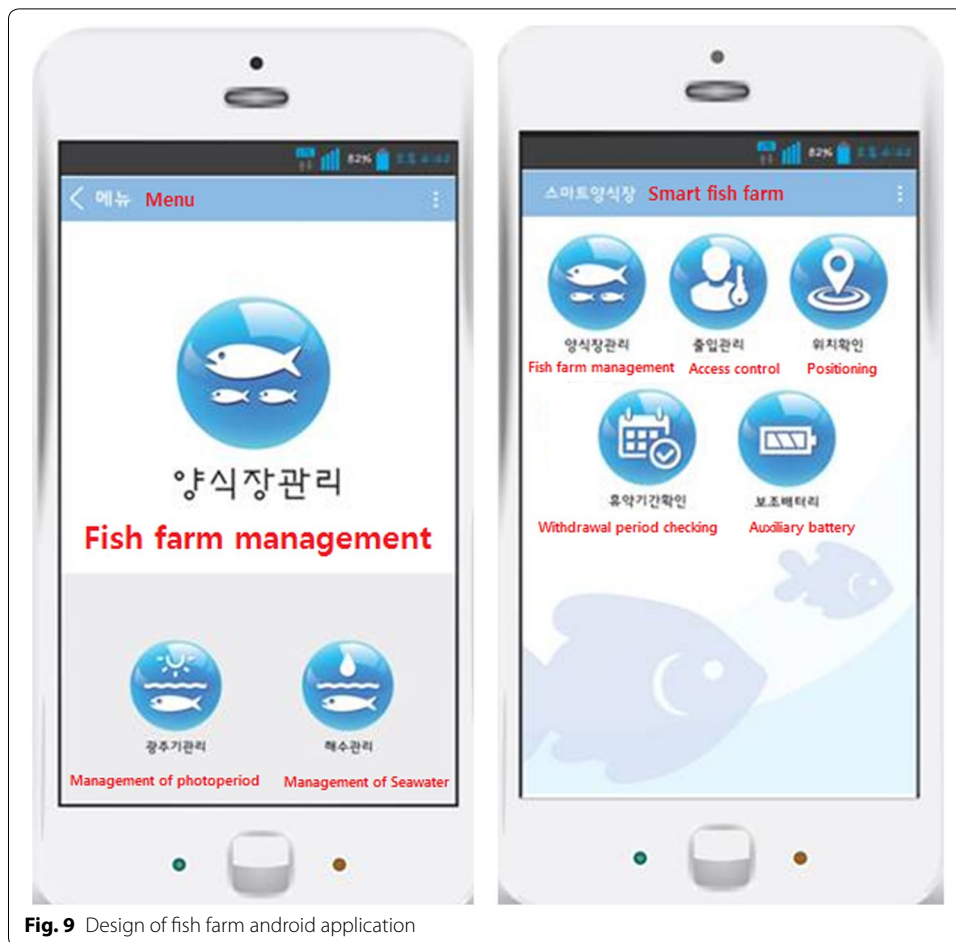 82%
메뉴 Menu
양식장관리
Fish farm management
광주기관리 해수관리
Management of photoperiod Management of Seawater
82%
스마트양식장 Smart fish farm
양식장관리 출입관리 위치확인
Fish farm management Access control Positioning
휴약기간확인 보조배터리
Withdrawal period checking Auxiliary battery
Fig. 9 Design of fish farm android application